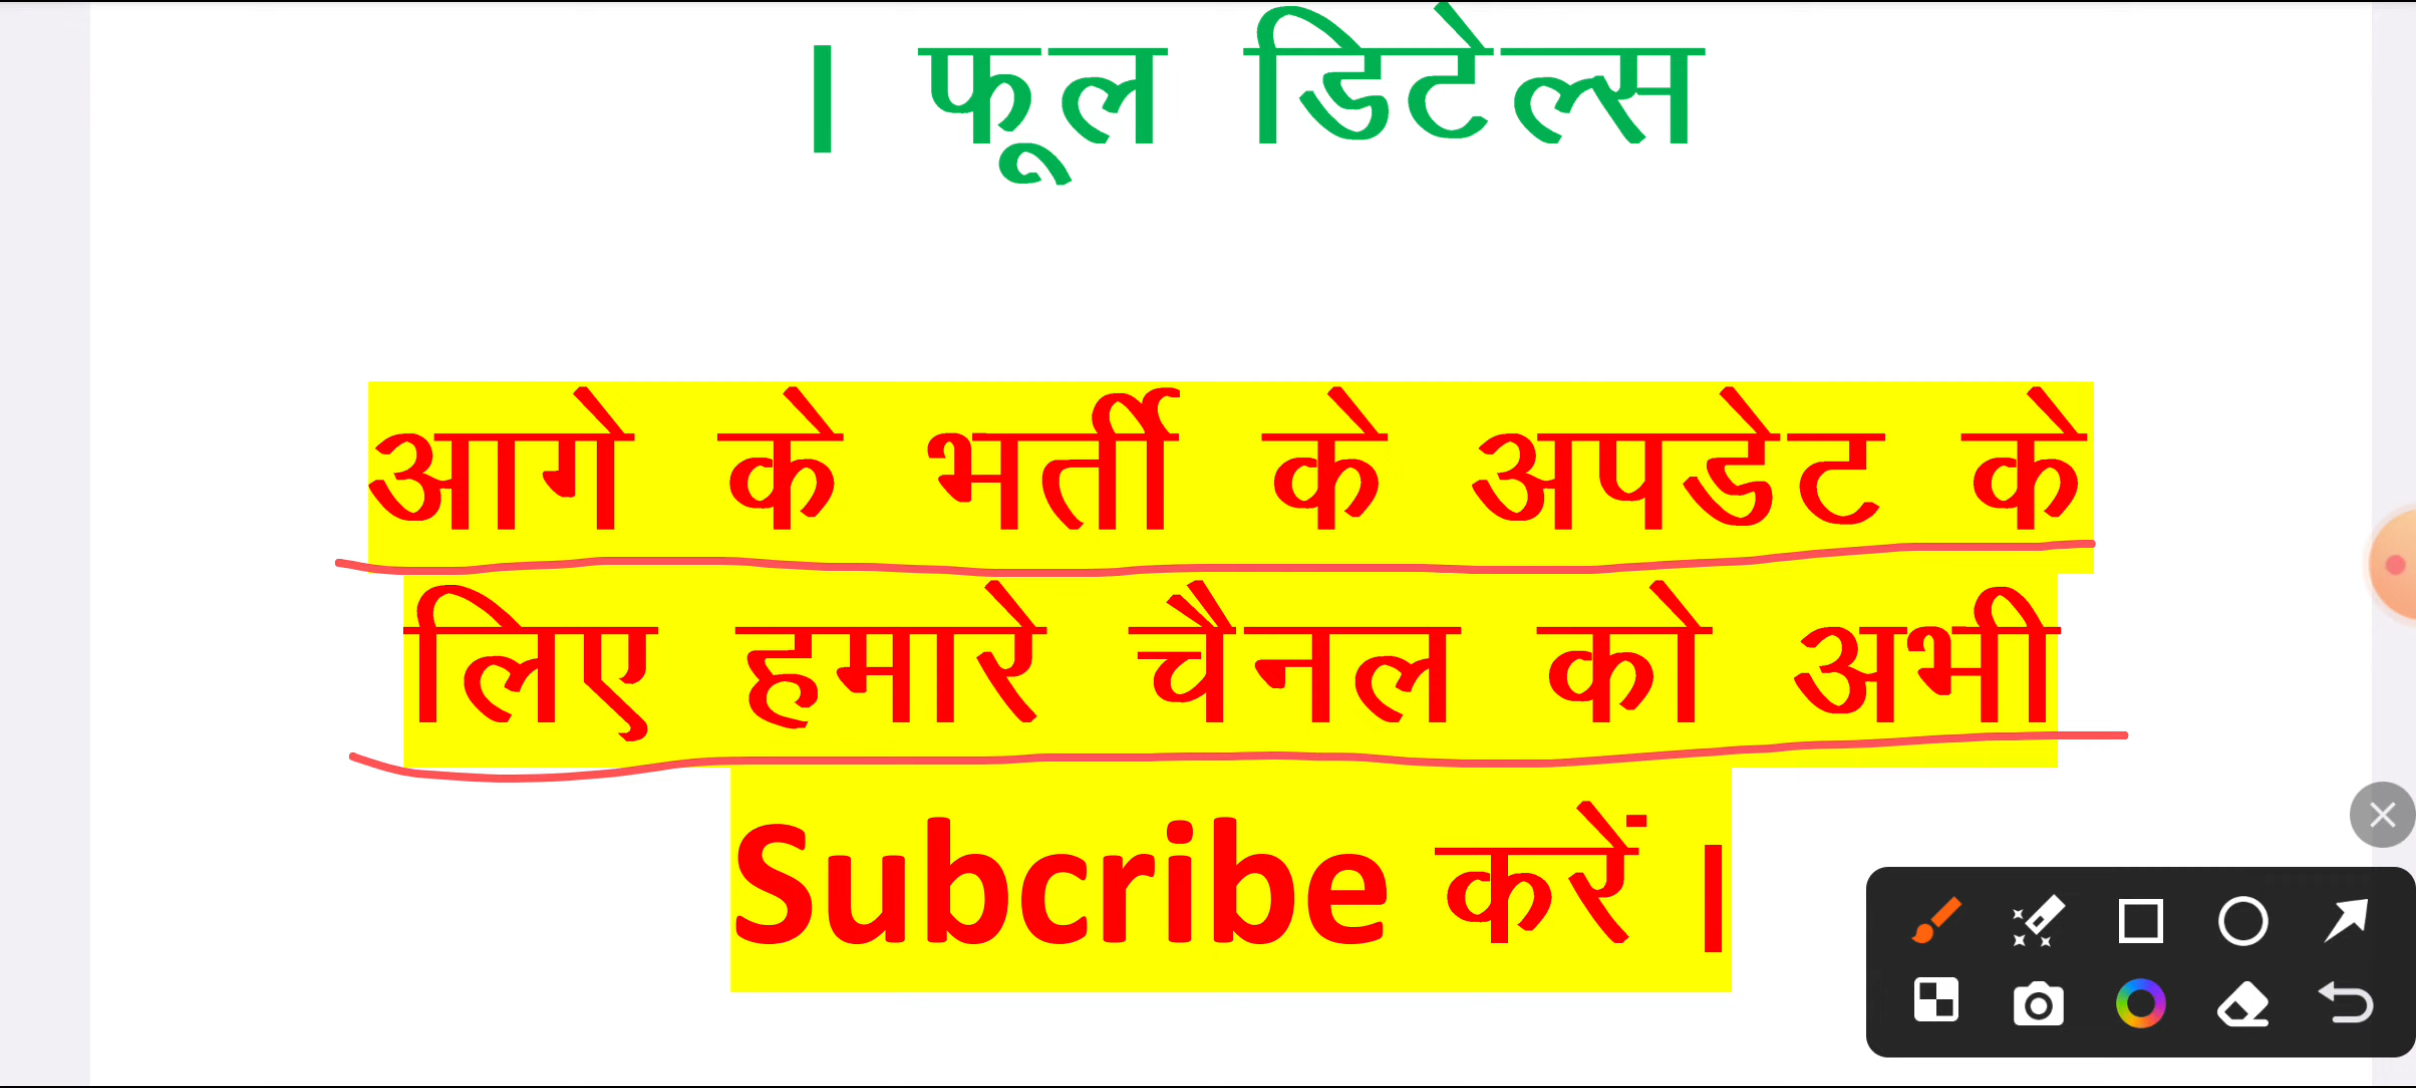 । फूल डिटेल्स
आगे के भर्ती के अपडेट के
लिए हमारे चैनल को अभी
Subcribe करें ।